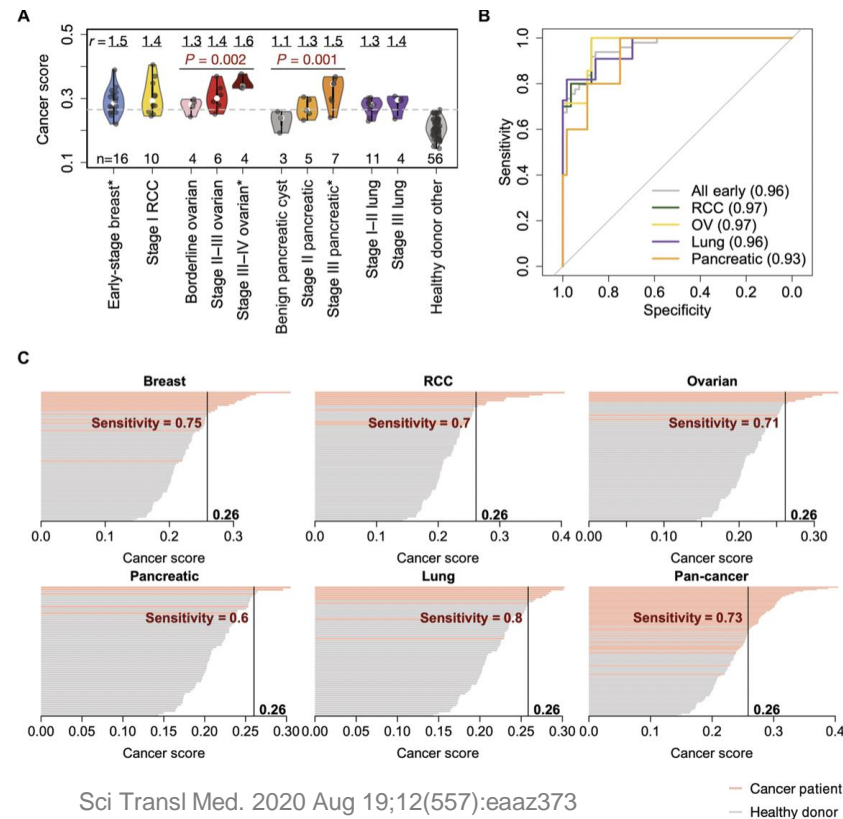 A
r = 1.5 1.4 1.3 1.4 1.6 1.1 1.3 1.5 1.3 1.4
P = 0.002 P = 0.001
0.5
0.3
0.1
Cancer score
n=16 10 4 6 4 3 5 7 11 4 56
Early-stage breast*
Stage I RCC
Borderline ovarian
Stage II–III ovarian
Stage III–IV ovarian*
Benign pancreatic cyst
Stage II pancreatic
Stage III pancreatic*
Stage I–II lung
Stage III lung
Healthy donor other
B
Sensitivity
1.0
0.8
0.6
0.4
0.2
0.0
All early (0.96)
RCC (0.97)
OV (0.97)
Lung (0.96)
Pancreatic (0.93)
1.0 0.8 0.6 0.2 0.0
Specificity
C
Breast
Sensitivity = 0.75
0.26
0.0 0.1 0.2 0.3
Cancer score
RCC
Sensitivity = 0.7
0.26
0.0 0.1 0.2 0.3 0.4
Cancer score
Ovarian
Sensitivity = 0.71
0.26
0.00 0.10 0.20 0.30
Cancer score
Pancreatic
Sensitivity = 0.6
0.26
0.00 0.05 0.10 0.15 0.20 0.25 0.30
Cancer score
Lung
Sensitivity = 0.8
0.26
0.00 0.05 0.10 0.15 0.20 0.25 0.30
Cancer score
Pan-cancer
Sensitivity = 0.73
0.26
0.0 0.1 0.2 0.3 0.4
Cancer score
Sci Transl Med. 2020 Aug 19;12(557):eaaz373
Cancer patient
Healthy donor